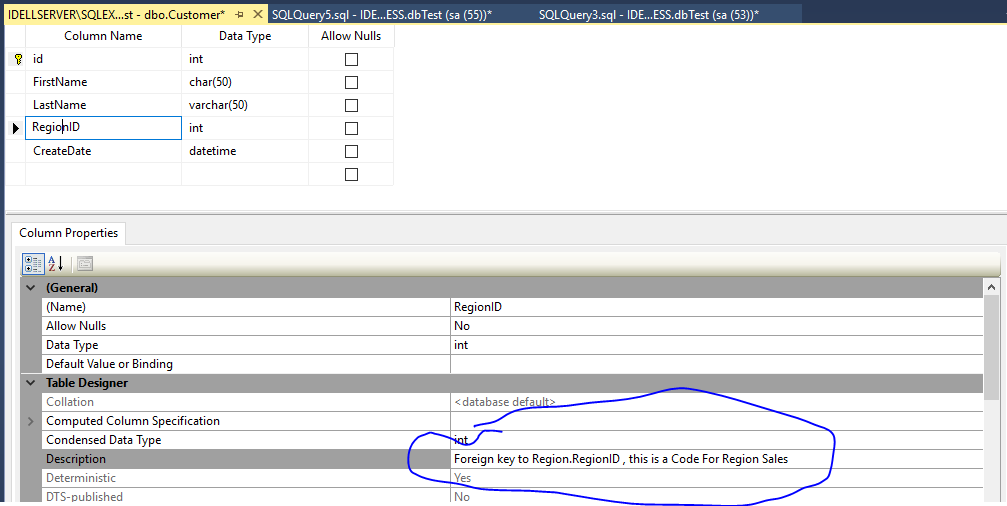 IDELLSERVER\SQLEX...st - dbo.Customer* SQLQuery5.sql - IDE...ESS.dbTest (sa (55))* SQLQuery3.sql - IDE...ESS.dbTest (sa (53))*
Column Name Data Type Allow Nulls
id int
FirstName char(50)
LastName varchar(50)
RegionID int
CreateDate datetime
Column Properties
(General)
(Name) RegionID
Allow Nulls No
Data Type int
Default Value or Binding
Table Designer
Collation <database default>
Computed Column Specification
Condensed Data Type int
Description Foreign key to Region.RegionID , this is a Code For Region Sales
Deterministic Yes
DTS-published No